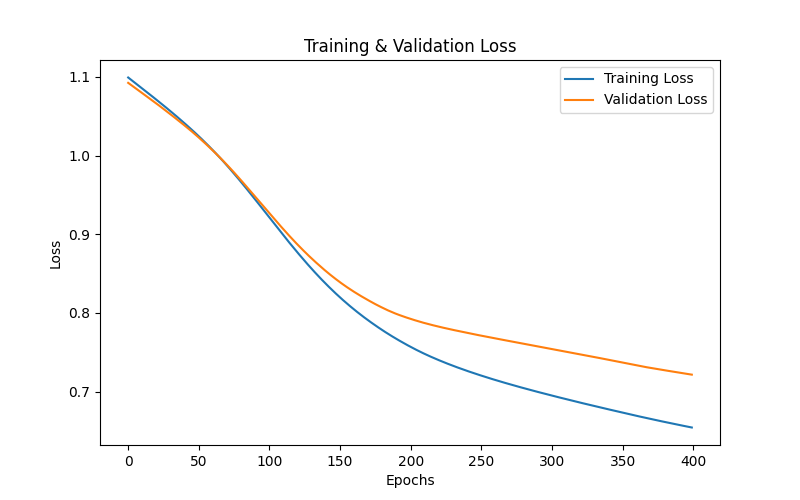 Training & Validation Loss
Training Loss
Validation Loss
Loss
1.1
1.0
0.9
0.8
0.7
0 50 100 150 200 250 300 350 400
Epochs